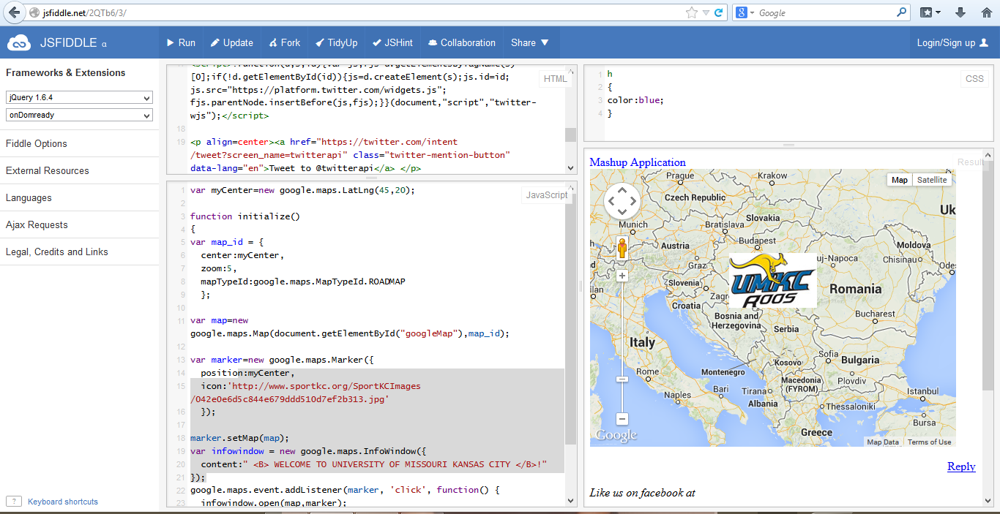 jsfiddle.net/2QTb6/3/
Google
JSFIDDLE α
Run
Update
Fork
TidyUp
JSHint
Collaboration
Share
Login/Sign up
Frameworks & Extensions
jQuery 1.6.4
onDomready
Fiddle Options
External Resources
Languages
Ajax Requests
Legal, Credits and Links
? Keyboard shortcuts
HTML
[0];if(!d.getElementById(id)){js=d.createElement(s);js.id=id;
js.src="https://platform.twitter.com/widgets.js";
fjs.parentNode.insertBefore(js,fjs);}}(document,"script","twitter-
wjs");</script>
18
19 <p align=center><a href="https://twitter.com/intent
/tweet?screen_name=twitterapi" class="twitter-mention-button"
data-lang="en">Tweet to @twitterapi</a> </p>
JavaScript
1 var myCenter=new google.maps.LatLng(45,20);
2
3 function initialize()
4 {
5 var map_id = {
6 center:myCenter,
7 zoom:5,
8 mapTypeId:google.maps.MapTypeId.ROADMAP
9 };
10
11 var map=new
google.maps.Map(document.getElementById("googleMap"),map_id);
12
13 var marker=new google.maps.Marker({
14 position:myCenter,
15 icon:'http://www.sportkc.org/SportKCImages
/042e0e6d5c844e679ddd510d7ef2b313.jpg'
16 });
17
18 marker.setMap(map);
19 var infowindow = new google.maps.InfoWindow({
20 content:" <B> WELCOME TO UNIVERSITY OF MISSOURI KANSAS CITY </B>!"
21 });
22 google.maps.event.addListener(marker, 'click', function() {
23 infowindow.open(map,marker);
CSS
1 h
2 {
3 color:blue;
4 }
Result
Mashup Application
Map
Satellite
Prague
Krakow
Czech Republic
Uk
Munich
Slovakia
Bratislava
Austria
Budapest
Moldova
Graz
uj-Napoca
Chisinau
Odes
Slovenia
UMKC
ROOS
Romania
ilan
Zagr
Croatia
Bucharest
Bosnia and
Herzegovina
Serbia
Italy
Sofia
Bulgaria
Kosovo
Rome
Montenegro
Macedonia
(FYROM)
Plovdiv
Naples
Bari
Tirana
Istanbul
Albania
Thessaloniki
Bursa
Greece
Google
Map Data
Terms of Use
Reply
Like us on facebook at